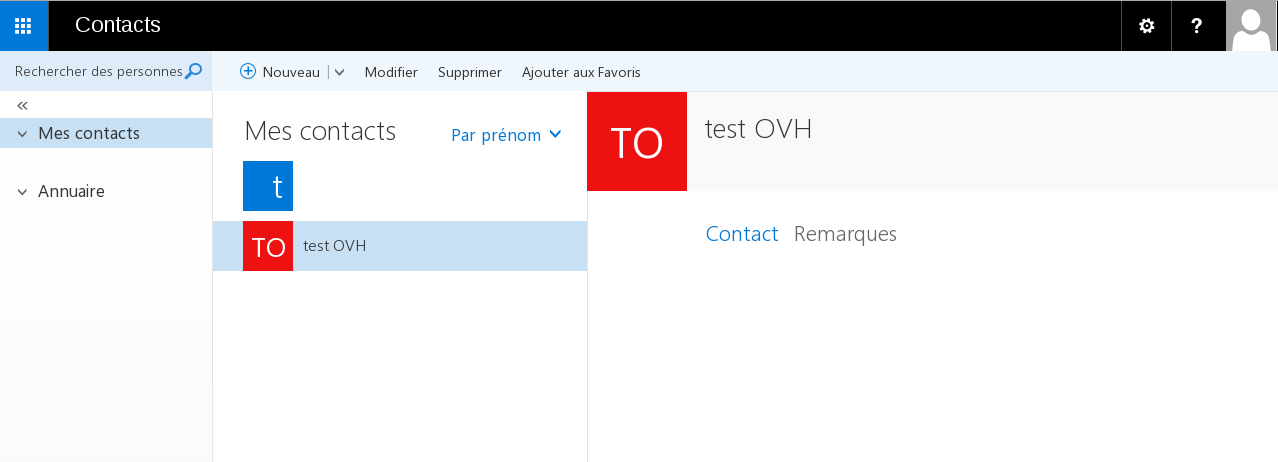 Contacts
?
Rechercher des personnes
Nouveau | Modifier Supprimer Ajouter aux Favoris
«
Mes contacts
Annuaire
Mes contacts
Par prénom
t
TO test OVH
TO
test OVH
Contact Remarques